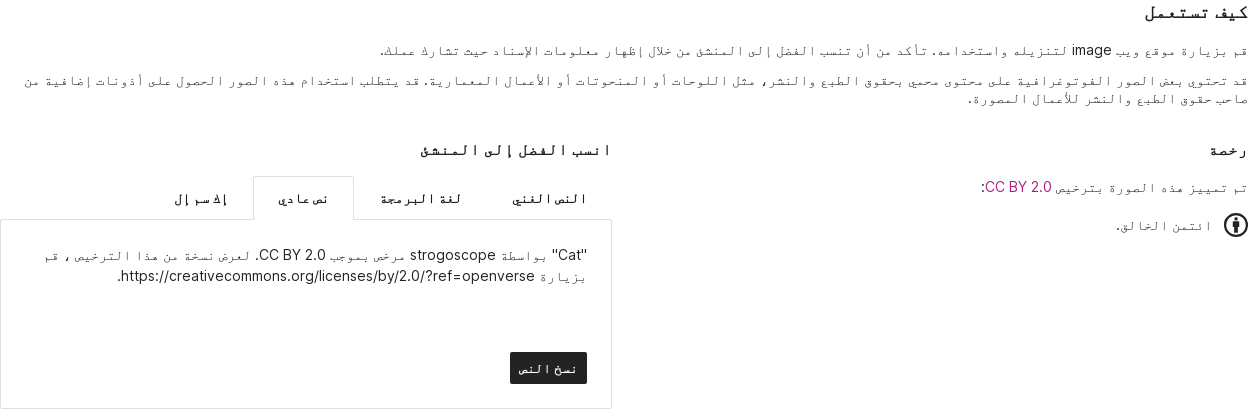 كيف تستعمل
قم بزيارة موقع ويب image لتنزيله واستخدامه. تأكد من أن تنسب الفضل إلى المنشئ من خلال إظهار معلومات الإسناد حيث تشارك عملك.
قد تحتوي بعض الصور الفوتوغرافية على محتوى محمي بحقوق الطبع والنشر، مثل اللوحات أو المنحوتات أو الأعمال المعمارية. قد يتطلب استخدام هذه الصور الحصول على أذونات إضافية من
صاحب حقوق الطبع والنشر للأعمال المصورة.
رخصة
تم تمييز هذه الصورة بترخيص CC BY 2.0:
ائتمن الخالق.
انسب الفضل إلى المنشئ
النص الغني
لغة البرمجة
نص عادي
إك سم إل
"Cat" بواسطة strogoscope مرخص بموجب CC BY 2.0. لعرض نسخة من هذا الترخيص ، قم
بزيارة https://creativecommons.org/licenses/by/2.0/?ref=openverse.
نسخ النص